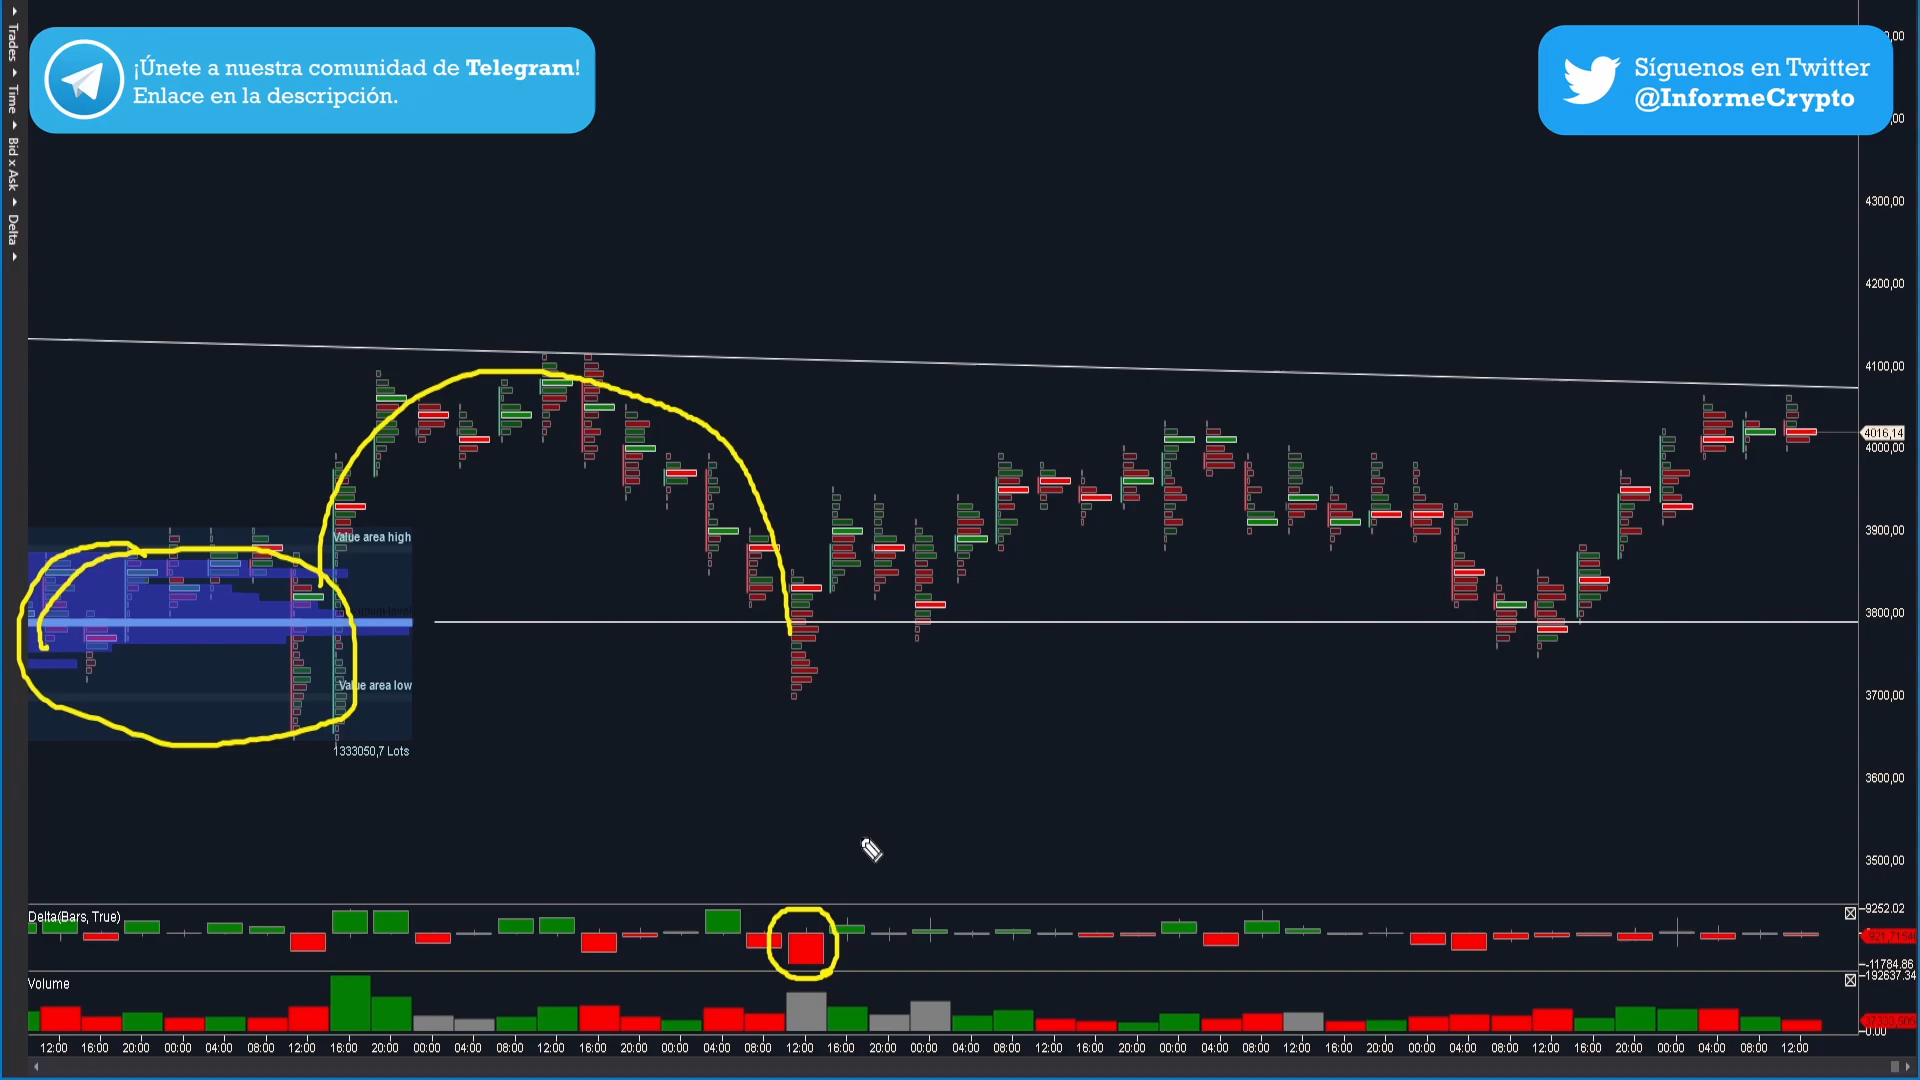 Trades
Time
Bid x Ask
Delta
¡Únete a nuestra comunidad de Telegram!
Enlace en la descripción.
Síguenos en Twitter
@InformeCrypto
4300,00
4200,00
4100,00
4016,14
4000,00
3900,00
3800,00
3700,00
3600,00
3500,00
Value area high
Value area low
1333050,7 Lots
Delta(Bars, True)
9252.02
-11784.86
Volume
192637.34
0.00
12:00 16:00 20:00 00:00 04:00 08:00 12:00 16:00 20:00 00:00 04:00 08:00 12:00 16:00 20:00 00:00 04:00 08:00 12:00 16:00 20:00 00:00 04:00 08:00 12:00 16:00 20:00 00:00 04:00 08:00 12:00 16:00 20:00 00:00 04:00 08:00 12:00 16:00 20:00 00:00 04:00 08:00 12:00